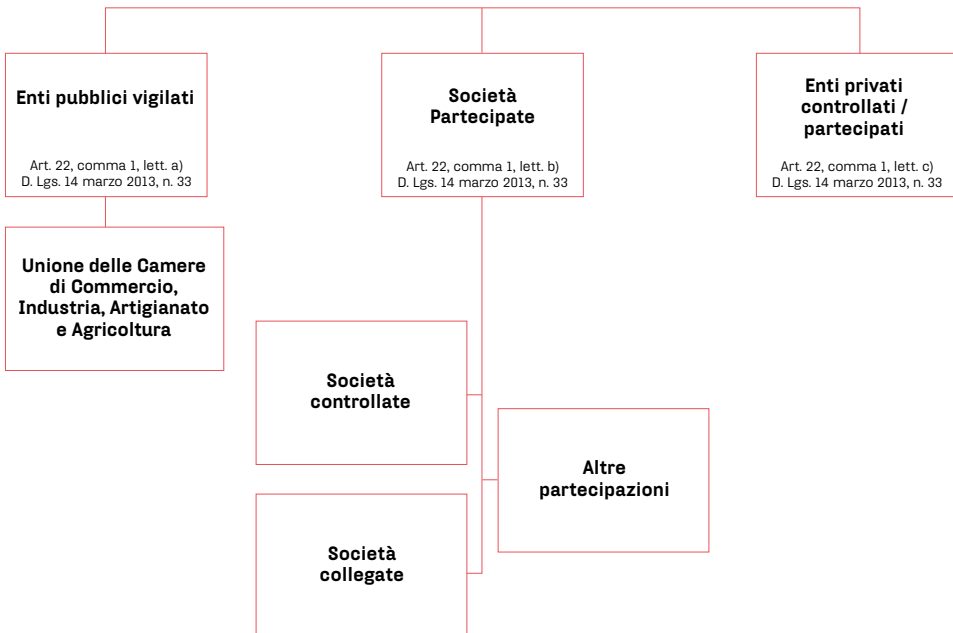 Enti pubblici vigilati
Art. 22, comma 1, lett. a)
D. Lgs. 14 marzo 2013, n. 33
Società
Partecipate
Art. 22, comma 1, lett. b)
D. Lgs. 14 marzo 2013, n. 33
Enti privati
controllati /
partecipati
Art. 22, comma 1, lett. c)
D. Lgs. 14 marzo 2013, n. 33
Unione delle Camere
di Commercio,
Industria, Artigianato
e Agricoltura
Società
controllate
Altre
partecipazioni
Società
collegate